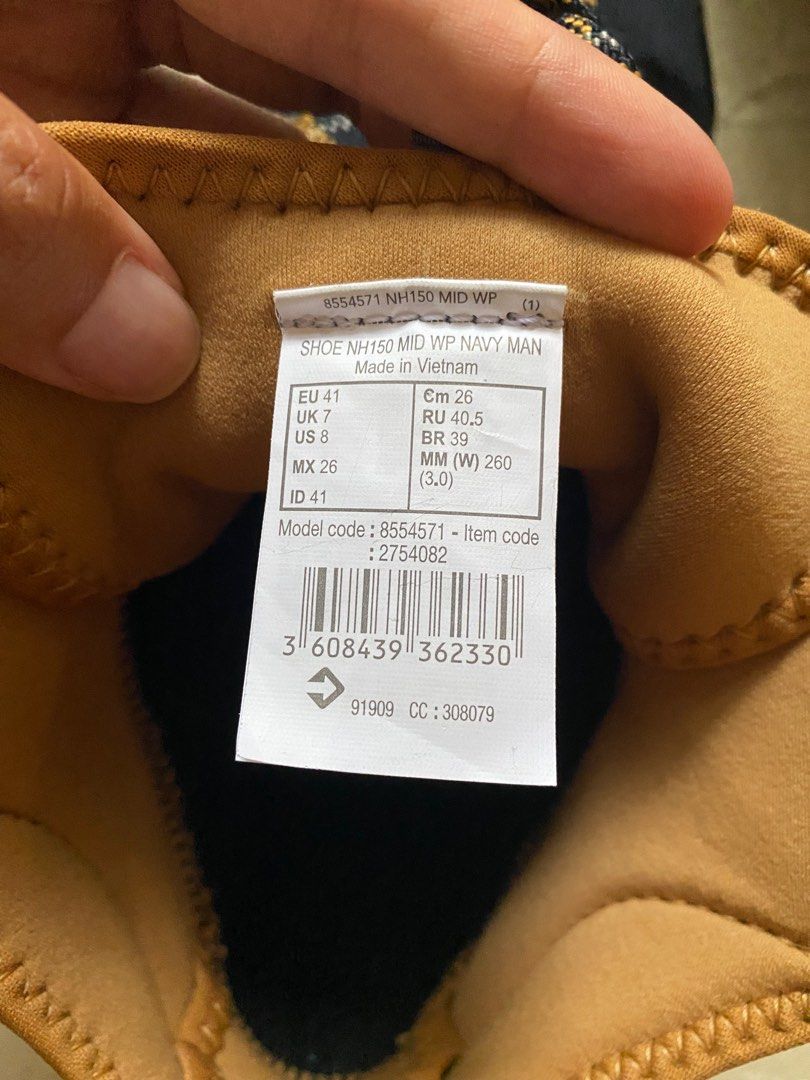 8554571 NH150 MID WP (1)
SHOE NH150 MID WP NAVY MAN
Made in Vietnam
EU 41
UK 7
US 8
MX 26
ID 41
€m 26
RU 40.5
BR 39
MM (W) 260
(3.0)
Model code : 8554571 - Item code
: 2754082
3 608439 362330
91909 CC : 308079